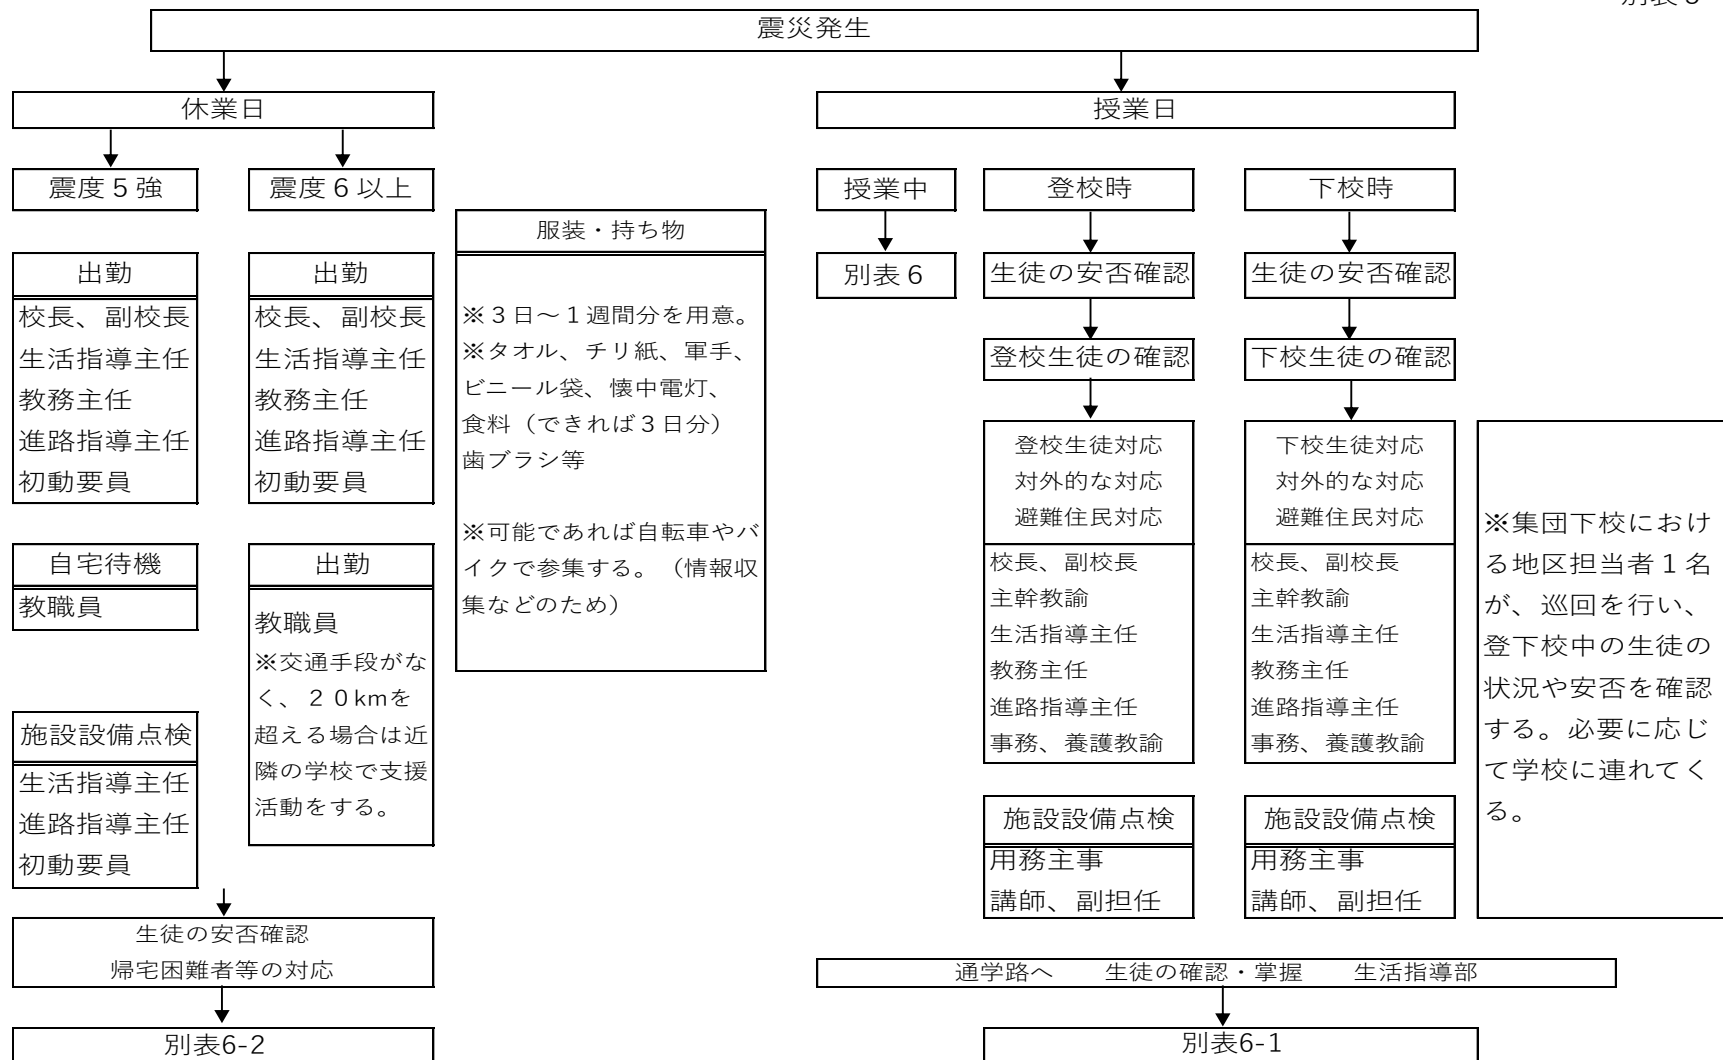 震災発生
休業日
震度５強
震度６以上
出勤
校長、副校長
生活指導主任
教務主任
進路指導主任
初動要員
出勤
校長、副校長
生活指導主任
教務主任
進路指導主任
初動要員
自宅待機
教職員
出勤
教職員
※交通手段がな
く、２０kmを
超える場合は近
隣の学校で支援
活動をする。
施設設備点検
生活指導主任
進路指導主任
初動要員
生徒の安否確認
帰宅困難者等の対応
別表6-2
服装・持ち物
※３日～１週間分を用意。
※タオル、チリ紙、軍手、
ビニール袋、懐中電灯、
食料（できれば３日分）
歯ブラシ等
※可能であれば自転車やバ
イクで参集する。（情報収
集などのため）
授業日
授業中
別表６
登校時
生徒の安否確認
登校生徒の確認
登校生徒対応
対外的な対応
避難住民対応
校長、副校長
主幹教諭
生活指導主任
教務主任
進路指導主任
事務、養護教諭
施設設備点検
用務主事
講師、副担任
下校時
生徒の安否確認
下校生徒の確認
下校生徒対応
対外的な対応
避難住民対応
校長、副校長
主幹教諭
生活指導主任
教務主任
進路指導主任
事務、養護教諭
施設設備点検
用務主事
講師、副担任
※集団下校におけ
る地区担当者１名
が、巡回を行い、
登下校中の生徒の
状況や安否を確認
する。必要に応じ
て学校に連れてく
る。
通学路へ　生徒の確認・掌握　生活指導部
別表6-1